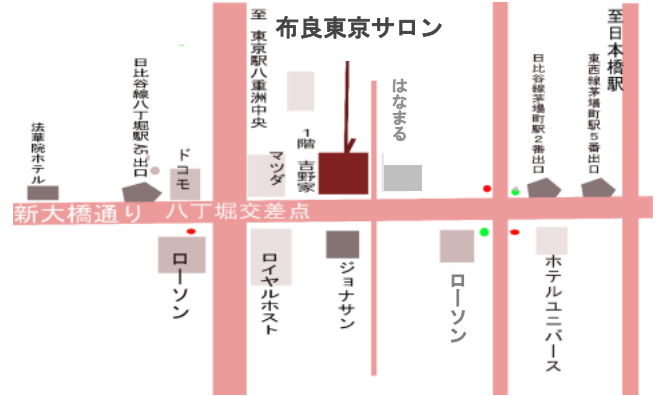 布良東京サロン
至 東京駅八重洲中央
至日本橋駅
法華院ホテル
日比谷線八丁堀駅A5出口
ドコモ
マツダ
1階 吉野家
はなまる
日比谷線茅場町駅2番出口
東西線茅場町駅5番出口
新大橋通り 八丁堀交差点
ローソン
ロイヤルホスト
ジョナサン
ローソン
ホテルユニバース